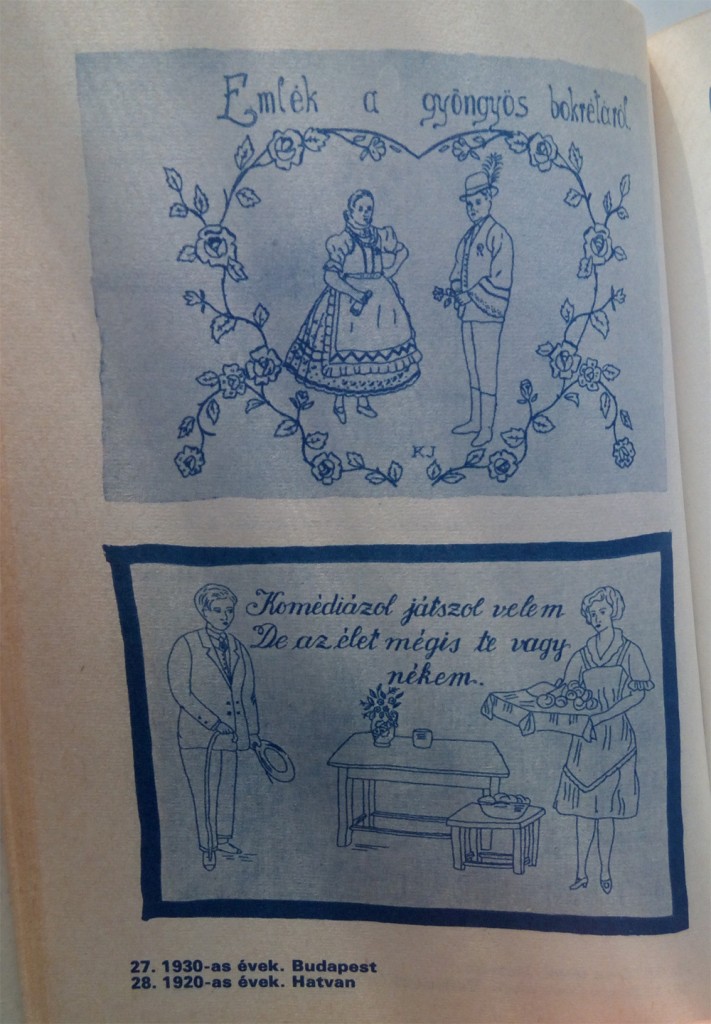 Emlék a gyöngyös bokrétáról
KJ
Komédiázol játszol velem
De az élet mégis te vagy
nékem.
27. 1930-as évek. Budapest
28. 1920-as évek. Hatvan